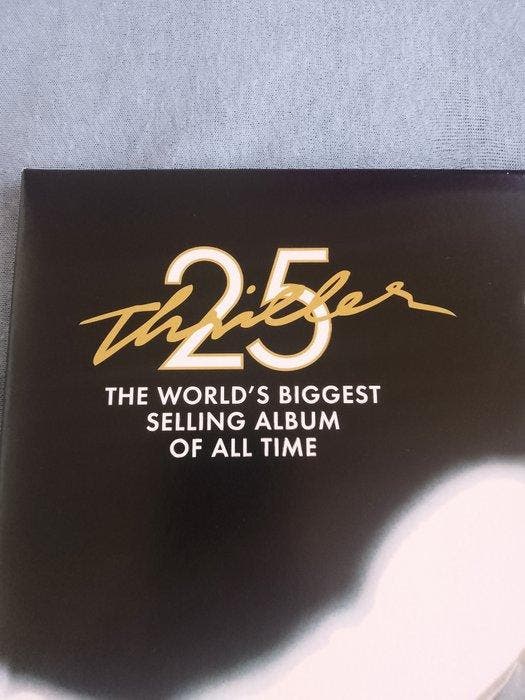 25
Thriller
THE WORLD'S BIGGEST
SELLING ALBUM
OF ALL TIME